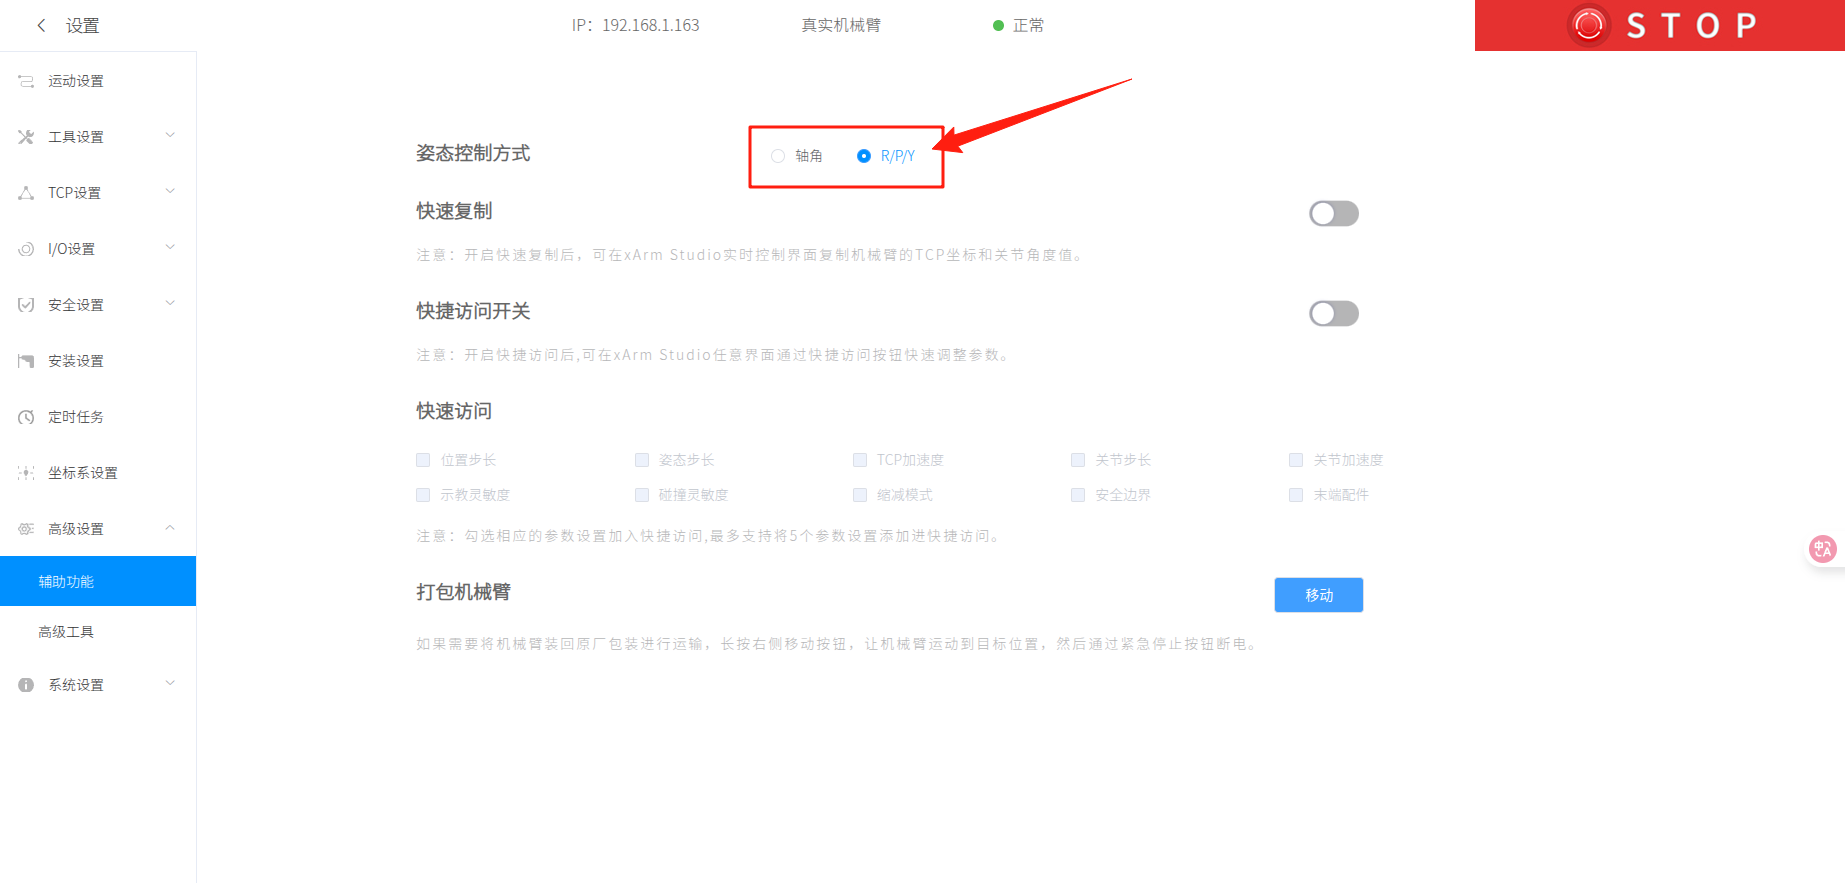 设置
IP：192.168.1.163
真实机械臂
正常
STOP
运动设置
工具设置
TCP设置
I/O设置
安全设置
安装设置
定时任务
坐标系设置
高级设置
辅助功能
高级工具
系统设置
姿态控制方式
轴角
R/P/Y
快速复制
注意：开启快速复制后，可在xArm Studio实时控制界面复制机械臂的TCP坐标和关节角度值。
快捷访问开关
注意：开启快捷访问后,可在xArm Studio任意界面通过快捷访问按钮快速调整参数。
快速访问
位置步长
姿态步长
TCP加速度
关节步长
关节加速度
示教灵敏度
碰撞灵敏度
缩减模式
安全边界
末端配件
注意：勾选相应的参数设置加入快捷访问,最多支持将5个参数设置添加进快捷访问。
打包机械臂
移动
如果需要将机械臂装回原厂包装进行运输，长按右侧移动按钮，让机械臂运动到目标位置，然后通过紧急停止按钮断电。
中A